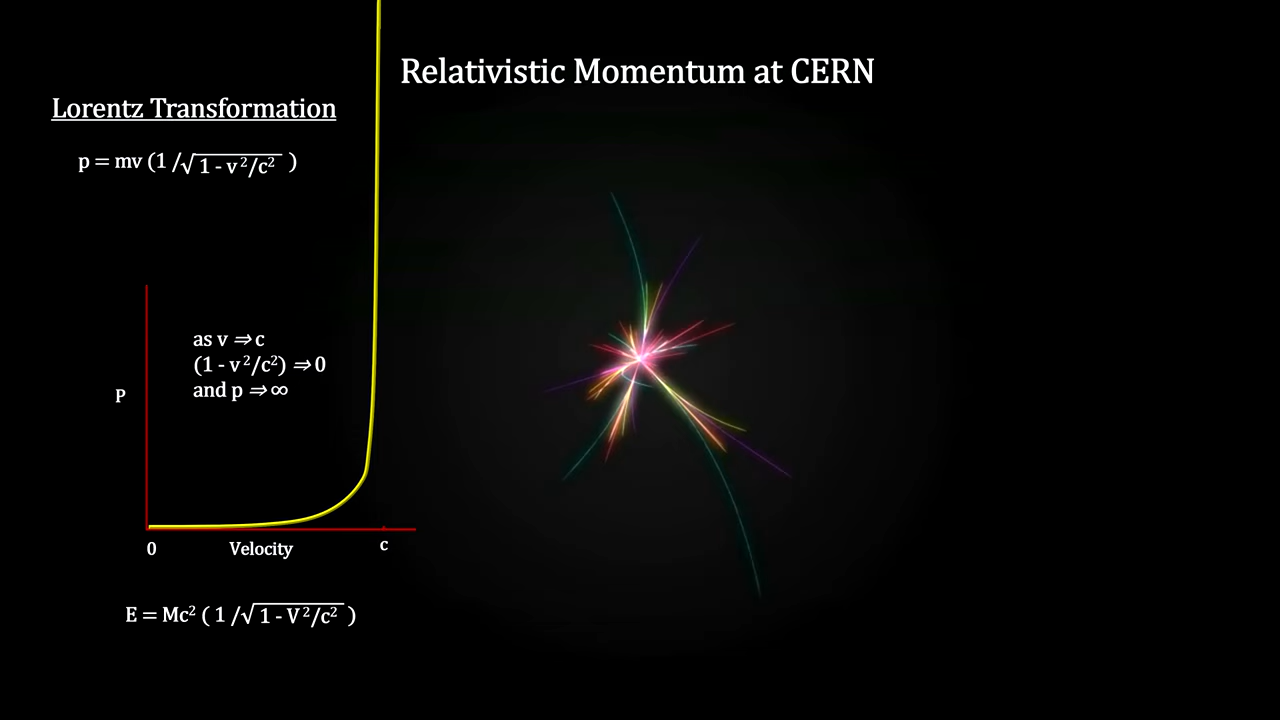 Relativistic Momentum at CERN
Lorentz Transformation
p = mv (1 /√1 - v²/c² )
as v ⇒ c
(1 - v²/c²) ⇒ 0
and p ⇒ ∞
P
0 Velocity c
E = Mc² ( 1 /√1 - V²/c² )